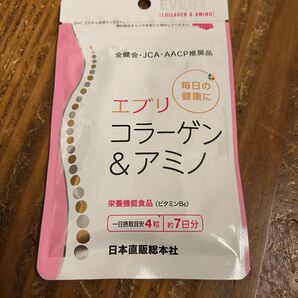 EVERY
[COLLAGEN & AMINO]
全健会・JCA・AACP推奨品
毎日の
健康に
エブリ
コラーゲン
&アミノ
栄養機能食品(ビタミンB₆)
一日摂取目安4粒 約7日分
日本直販総本社